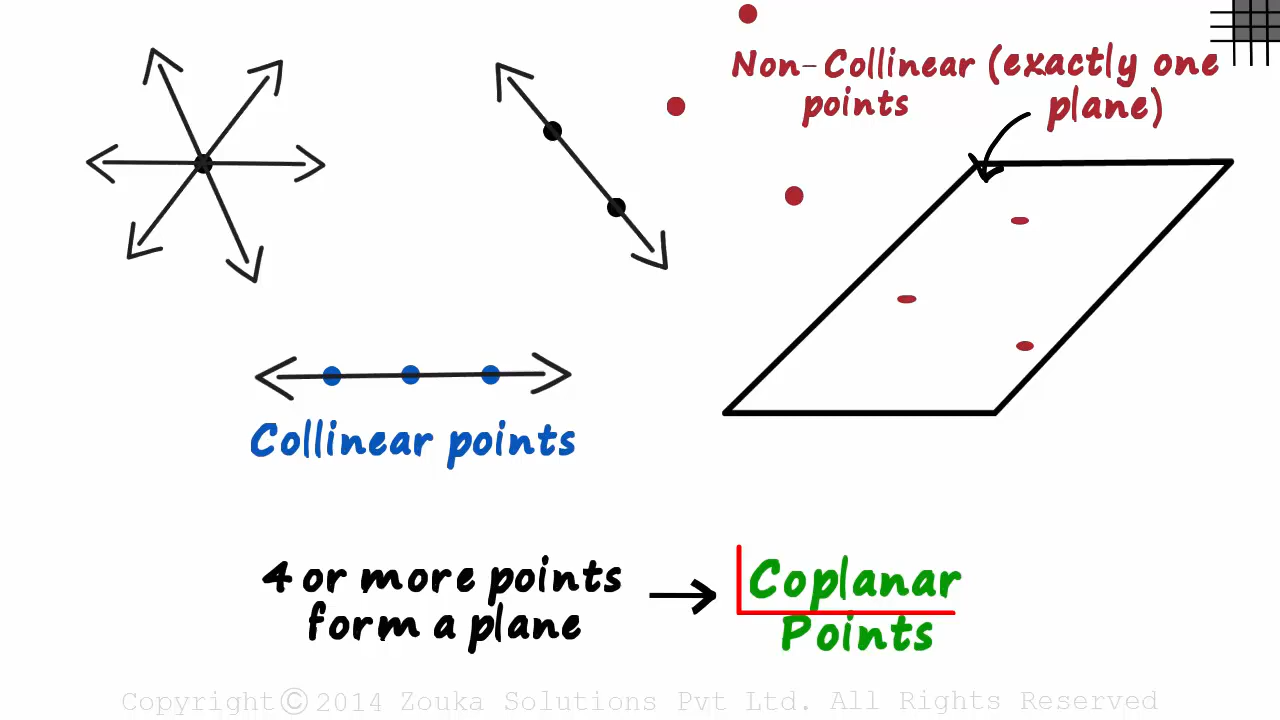 Non-Collinear (exactly one
points plane)
Collinear points
4 or more points
form a plane
Coplanar
Points
Copyright© 2014 Zouka Solutions Pvt Ltd. All Rights Reserved